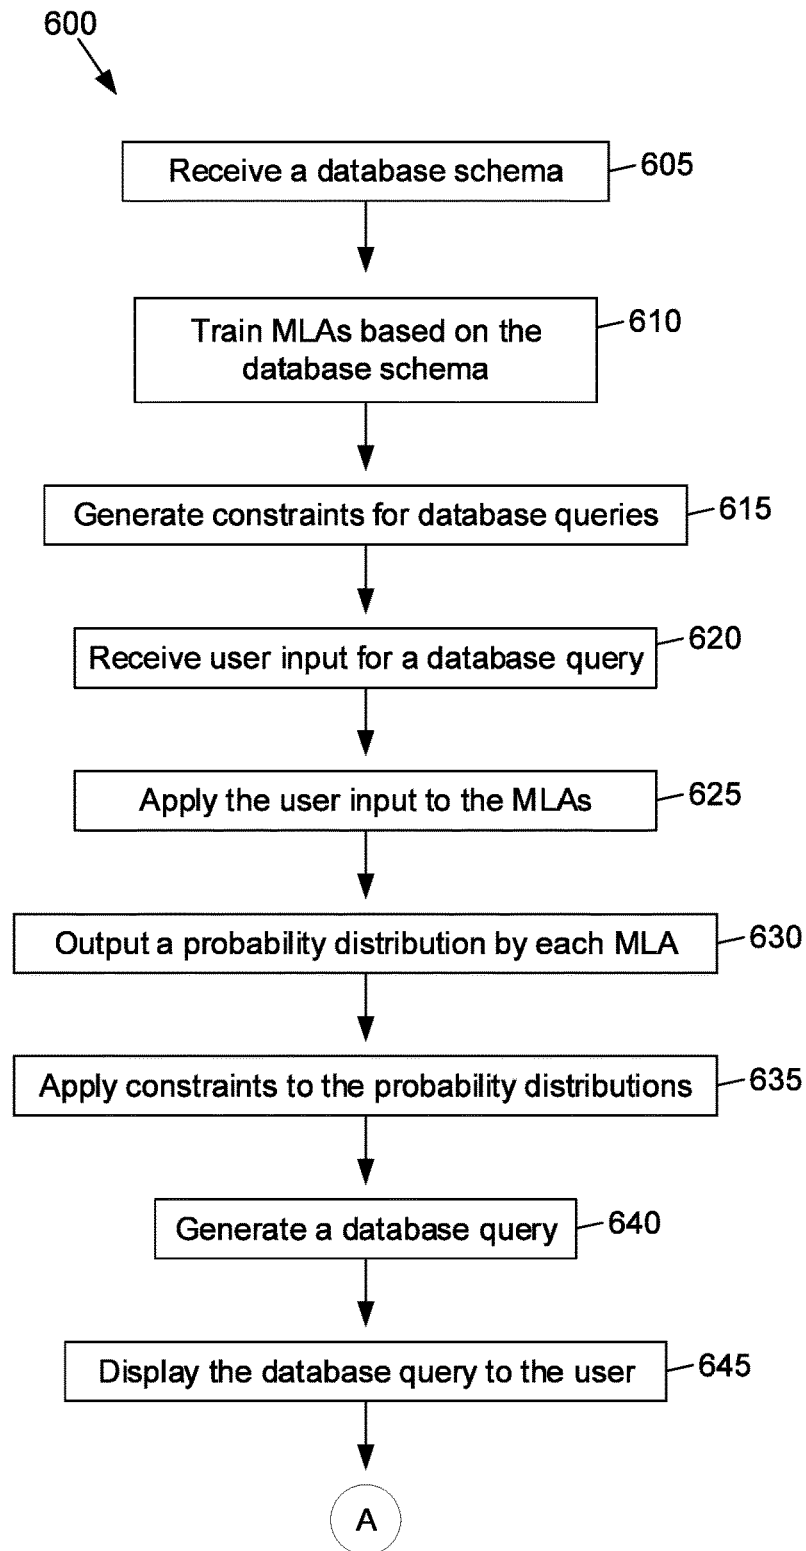 600
Receive a database schema
605
Train MLAs based on the
database schema
610
Generate constraints for database queries
615
Receive user input for a database query
620
Apply the user input to the MLAs
625
Output a probability distribution by each MLA
630
Apply constraints to the probability distributions
635
Generate a database query
640
Display the database query to the user
645
A